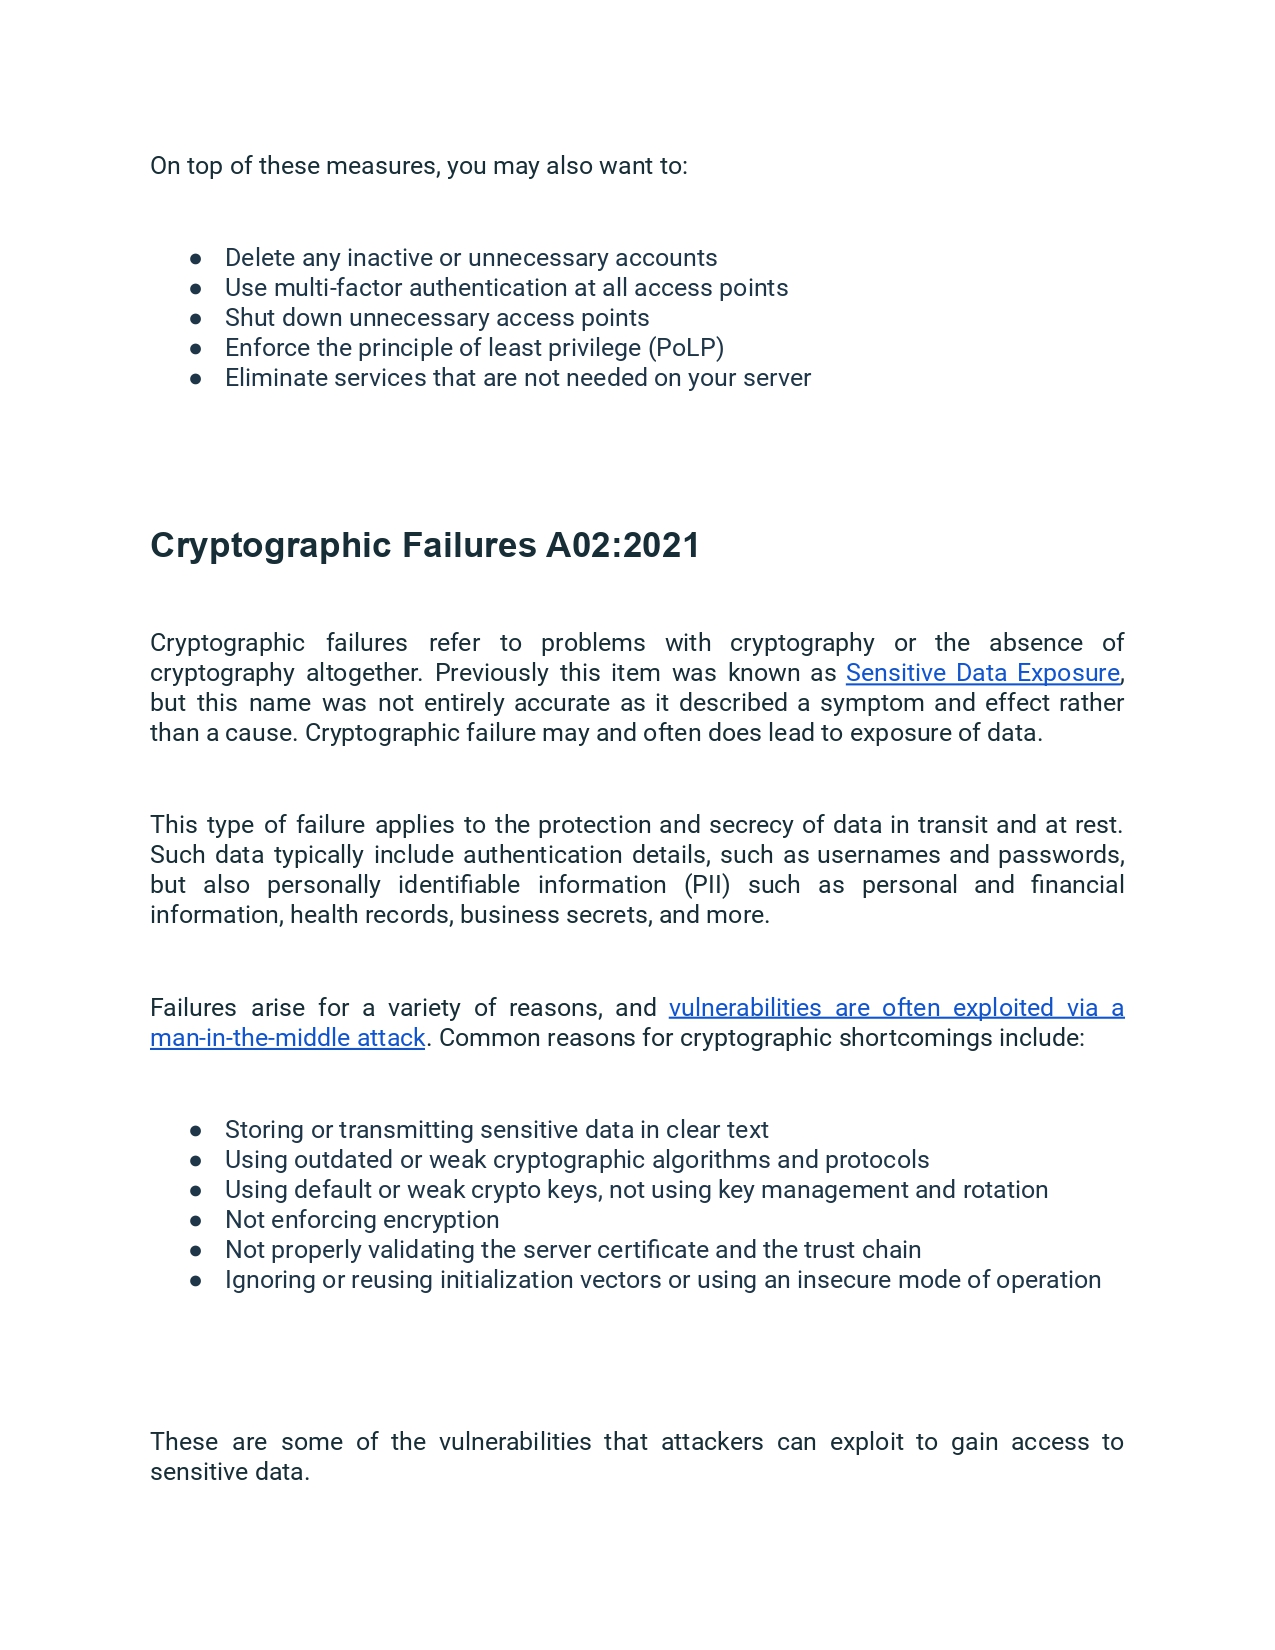 On top of these measures, you may also want to:
● Delete any inactive or unnecessary accounts
● Use multi-factor authentication at all access points
● Shut down unnecessary access points
● Enforce the principle of least privilege (PoLP)
● Eliminate services that are not needed on your server
Cryptographic Failures A02:2021
Cryptographic failures refer to problems with cryptography or the absence of
cryptography altogether. Previously this item was known as Sensitive Data Exposure,
but this name was not entirely accurate as it described a symptom and effect rather
than a cause. Cryptographic failure may and often does lead to exposure of data.
This type of failure applies to the protection and secrecy of data in transit and at rest.
Such data typically include authentication details, such as usernames and passwords,
but also personally identifiable information (PII) such as personal and financial
information, health records, business secrets, and more.
Failures arise for a variety of reasons, and vulnerabilities are often exploited via a
man-in-the-middle attack. Common reasons for cryptographic shortcomings include:
● Storing or transmitting sensitive data in clear text
● Using outdated or weak cryptographic algorithms and protocols
● Using default or weak crypto keys, not using key management and rotation
● Not enforcing encryption
● Not properly validating the server certificate and the trust chain
● Ignoring or reusing initialization vectors or using an insecure mode of operation
These are some of the vulnerabilities that attackers can exploit to gain access to
sensitive data.